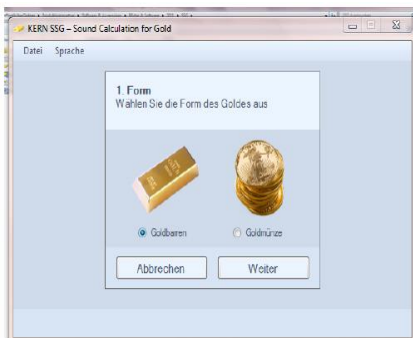 KERN SSG – Sound Calculation for Gold
Datei Sprache
1. Form
Wählen Sie die Form des Goldes aus
Goldbarren Goldmünze
Abbrechen Weiter